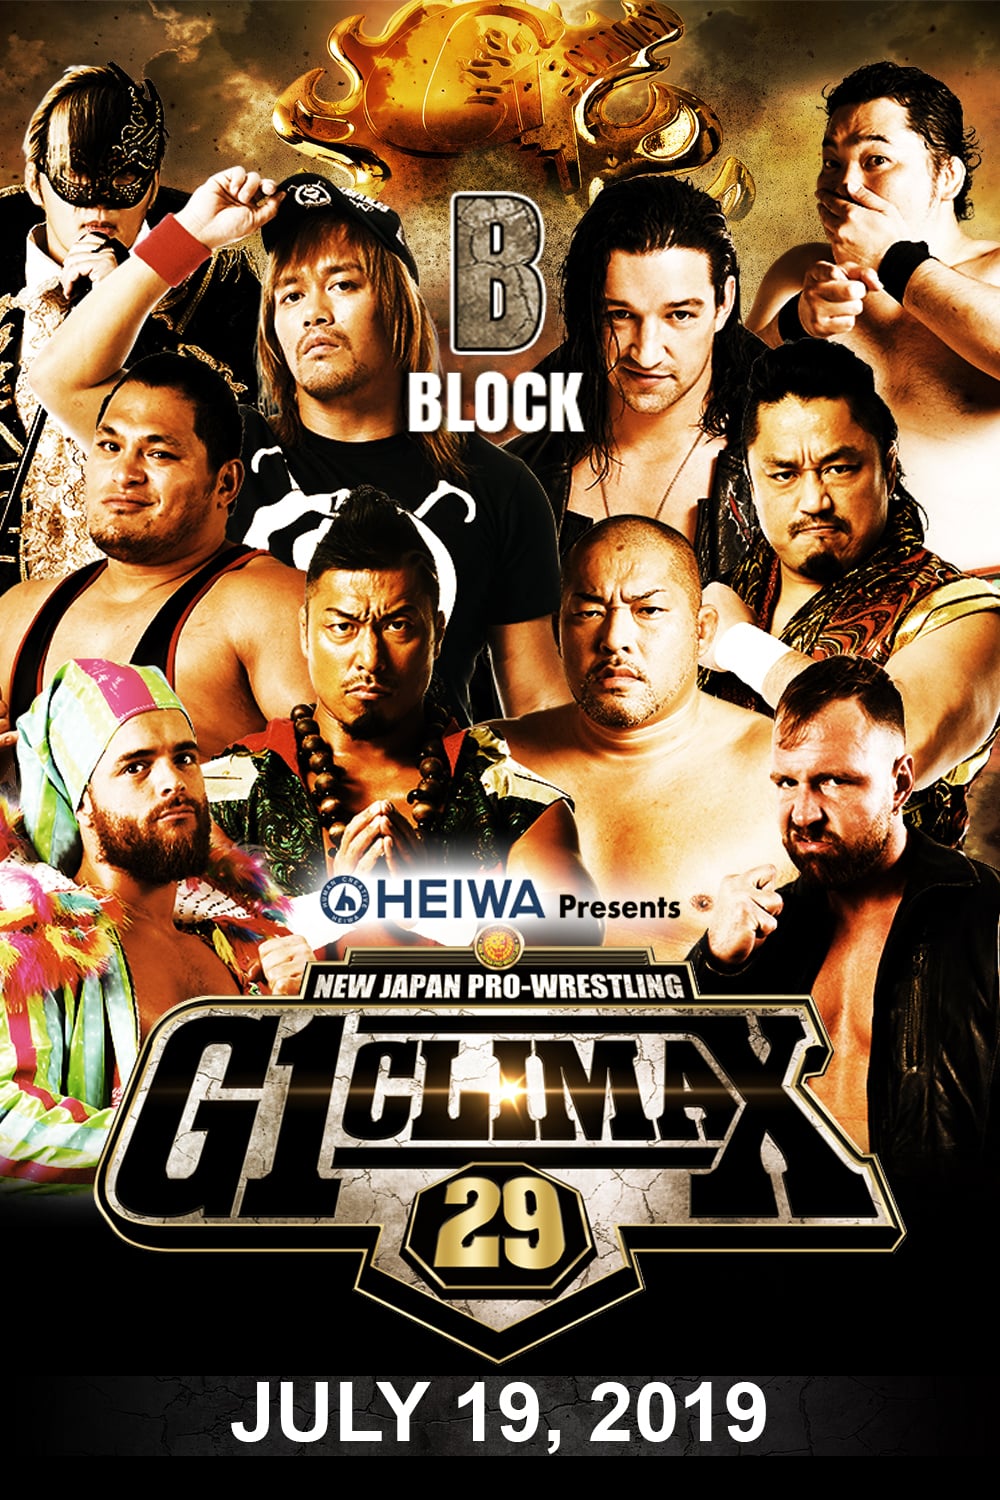 B
BLOCK
HEIWA Presents
NEW JAPAN PRO-WRESTLING
G1 CLIMAX
29
JULY 19, 2019